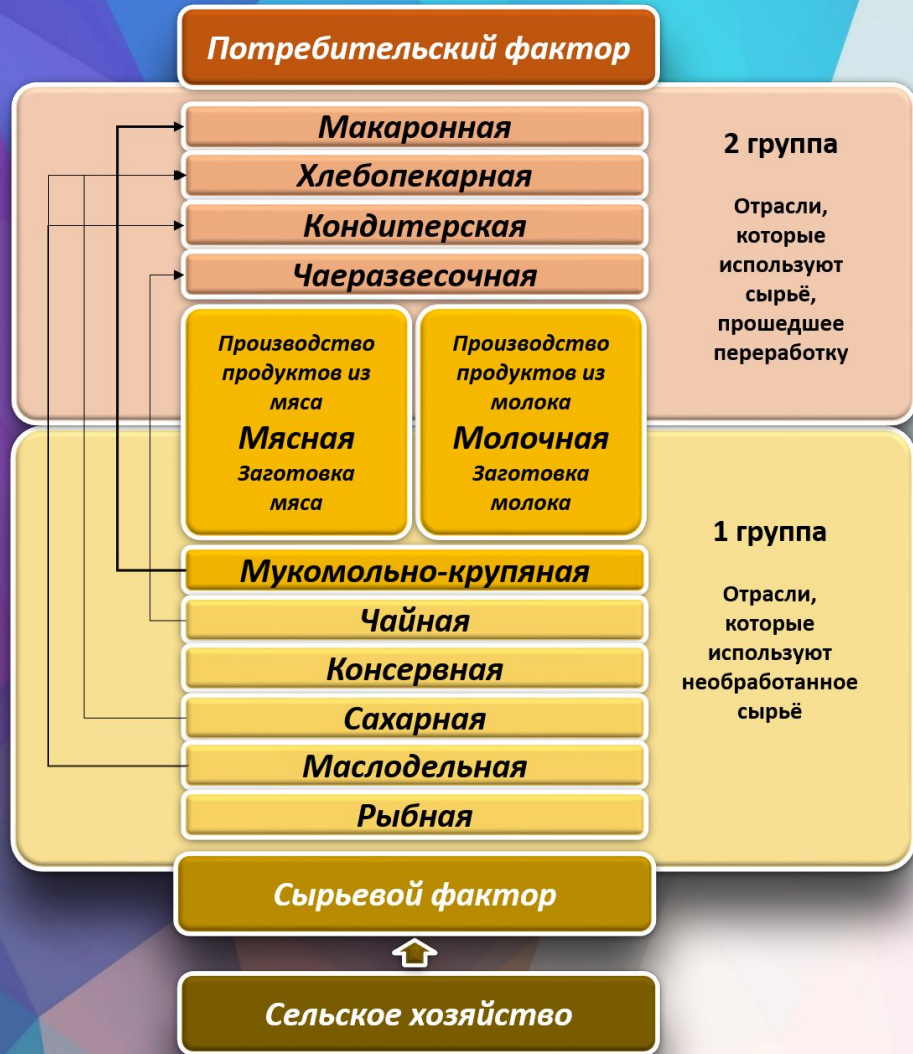 Потребительский фактор
Макаронная
Хлебопекарная
Кондитерская
Чаеразвесочная
2 группа
Отрасли,
которые
используют
сырьё,
прошедшее
переработку
Производство
продуктов из
мяса
Мясная
Заготовка
мяса
Производство
продуктов из
молока
Молочная
Заготовка
молока
Мукомольно-крупяная
Чайная
Консервная
Сахарная
Маслодельная
Рыбная
1 группа
Отрасли,
которые
используют
необработанное
сырьё
Сырьевой фактор
Сельское хозяйство